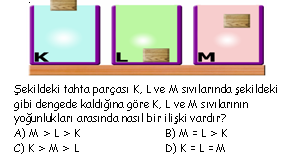 K L M
Şekildeki tahta parçası K, L ve M sıvılarında şekildeki
gibi dengede kaldığına göre K, L ve M sıvılarının
yoğunlukları arasında nasıl bir ilişki vardır?
A) M > L > K B) M = L > K
C) K > M > L D) K = L = M